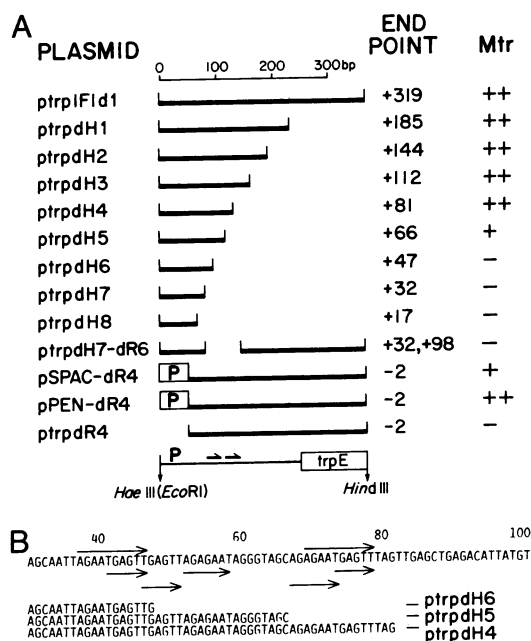 A
PLASMID
END POINT
Mtr
0 100 200 300bp
ptrpIFId1 +319 ++
ptrpdH1 +185 ++
ptrpdH2 +144 ++
ptrpdH3 +112 ++
ptrpdH4 +81 ++
ptrpdH5 +66 +
ptrpdH6 +47 −
ptrpdH7 +32 −
ptrpdH8 +17 −
ptrpdH7-dR6 +32,+98 −
pSPAC-dR4 P −2 +
pPEN-dR4 P −2 ++
ptrpdR4 −2 −
P trpE
Hae III (EcoRI) Hind III
B
40 60 80 100
AGCAATTAGAATGAGTTGAGTTAGAGAATAGGGTAGCAGAGAATGAGTTTAGTTGAGCTGAGACATTATGT
AGCAATTAGAATGAGTTG — ptrpdH6
AGCAATTAGAATGAGTTGAGTTAGAGAATAGGGTAGC — ptrpdH5
AGCAATTAGAATGAGTTGAGTTAGAGAATAGGGTAGCAGAGAATGAGTTTAG — ptrpdH4